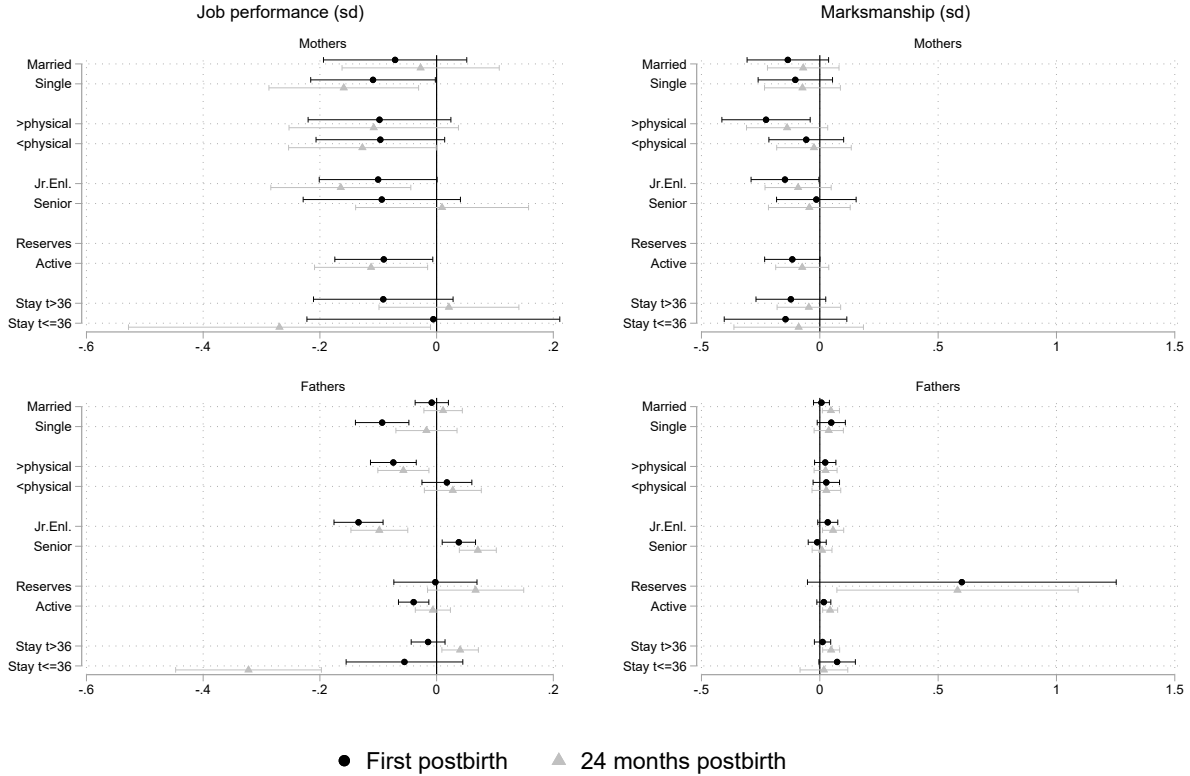 Job performance (sd)
Mothers
Married
Single
>physical
<physical
Jr.Enl.
Senior
Reserves
Active
Stay t>36
Stay t<=36
-.6 -.4 -.2 0 .2
Marksmanship (sd)
Mothers
Married
Single
>physical
<physical
Jr.Enl.
Senior
Reserves
Active
Stay t>36
Stay t<=36
-.5 0 .5 1 1.5
Fathers
Married
Single
>physical
<physical
Jr.Enl.
Senior
Reserves
Active
Stay t>36
Stay t<=36
-.6 -.4 -.2 0 .2
Fathers
Married
Single
>physical
<physical
Jr.Enl.
Senior
Reserves
Active
Stay t>36
Stay t<=36
-.5 0 .5 1 1.5
First postbirth 24 months postbirth